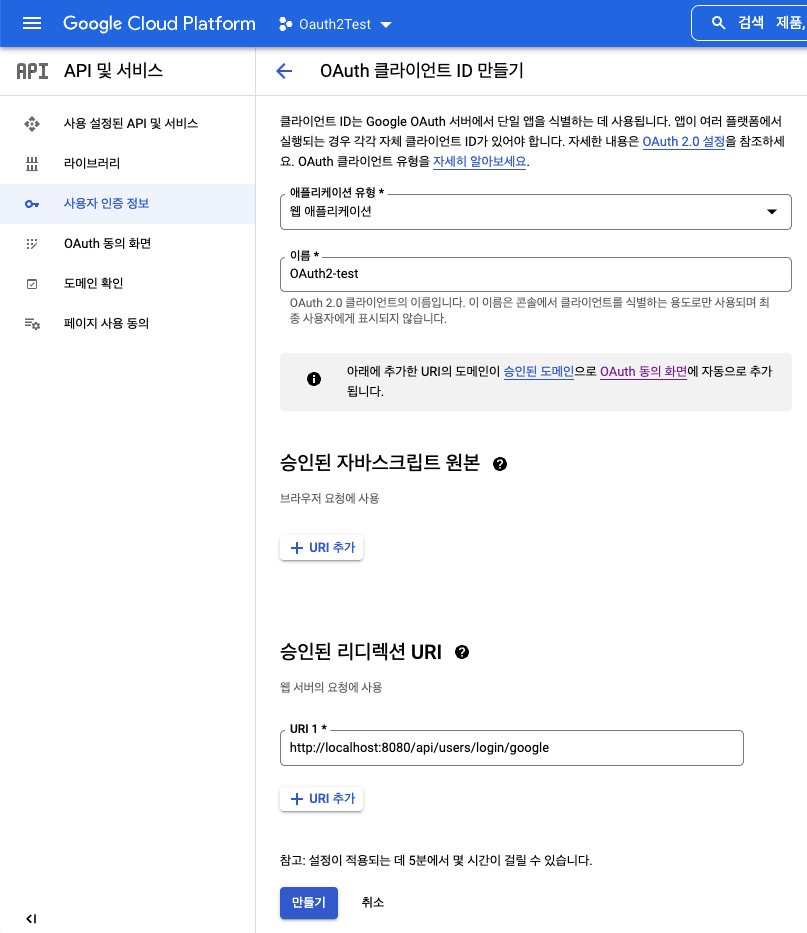 Google Cloud Platform
Oauth2Test
검색 제품,
API
API 및 서비스
OAuth 클라이언트 ID 만들기
사용 설정된 API 및 서비스
라이브러리
사용자 인증 정보
OAuth 동의 화면
도메인 확인
페이지 사용 동의
클라이언트 ID는 Google OAuth 서버에서 단일 앱을 식별하는 데 사용됩니다. 앱이 여러 플랫폼에서
실행되는 경우 각각 자체 클라이언트 ID가 있어야 합니다. 자세한 내용은 OAuth 2.0 설정을 참조하세
요. OAuth 클라이언트 유형을 자세히 알아보세요.
애플리케이션 유형 *
웹 애플리케이션
이름 *
OAuth2-test
OAuth 2.0 클라이언트의 이름입니다. 이 이름은 콘솔에서 클라이언트를 식별하는 용도로만 사용되며 최
종 사용자에게 표시되지 않습니다.
아래에 추가한 URI의 도메인이 승인된 도메인으로 OAuth 동의 화면에 자동으로 추가
됩니다.
승인된 자바스크립트 원본
브라우저 요청에 사용
URI 추가
승인된 리디렉션 URI
웹 서버의 요청에 사용
URI 1 *
http://localhost:8080/api/users/login/google
URI 추가
참고: 설정이 적용되는 데 5분에서 몇 시간이 걸릴 수 있습니다.
만들기
취소